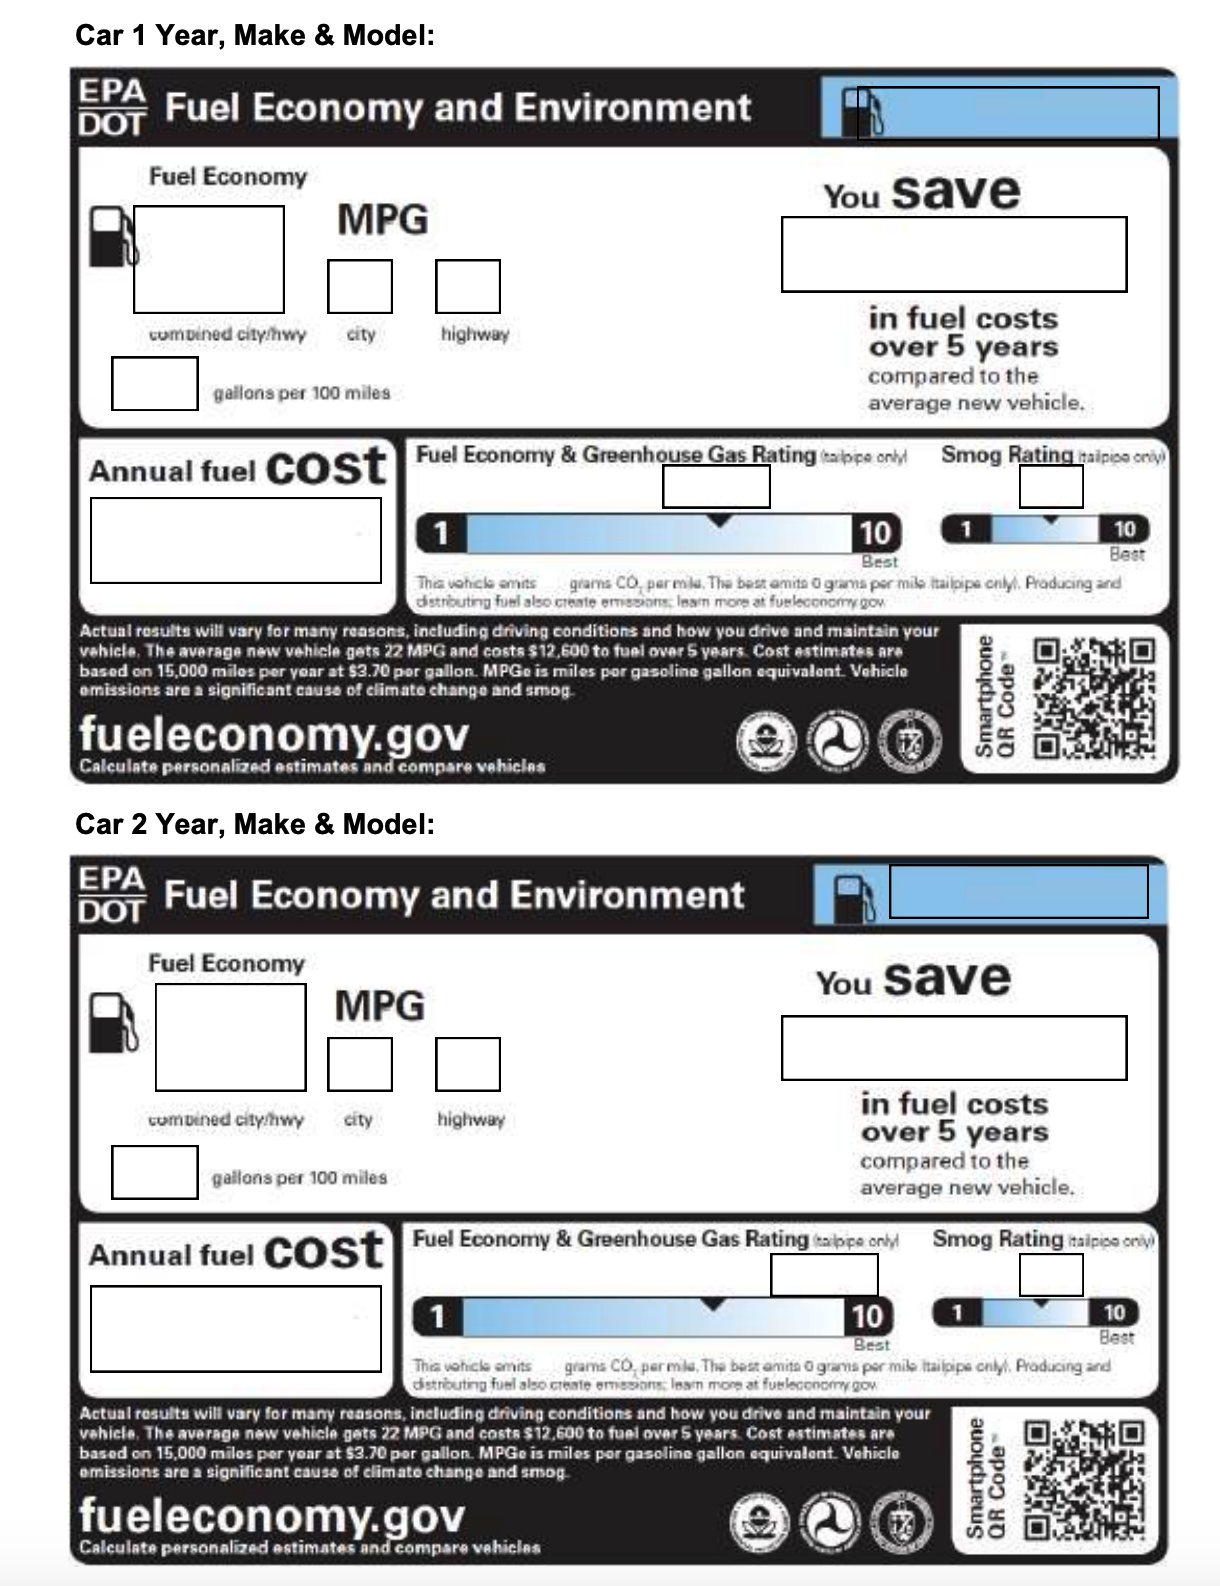 Car 1 Year, Make & Model:
EPA
DOT
Fuel Economy and Environment
Fuel Economy
MPG
combined city/hwy
city
highway
gallons per 100 miles
You save
in fuel costs
over 5 years
compared to the
average new vehicle.
Annual fuel cost
Fuel Economy & Greenhouse Gas Rating (tailpipe only)
1
10
Best
Smog Rating (tailpipe only)
1
10
Best
This vehicle emits grams CO2 per mile. The best emits 0 grams per mile (tailpipe only). Producing and
distributing fuel also create emissions; learn more at fueleconomy.gov.
Actual results will vary for many reasons, including driving conditions and how you drive and maintain your
vehicle. The average new vehicle gets 22 MPG and costs $12,600 to fuel over 5 years. Cost estimates are
based on 15,000 miles per year at $3.70 per gallon. MPGe is miles per gasoline gallon equivalent. Vehicle
emissions are a significant cause of climate change and smog.
fueleconomy.gov
Calculate personalized estimates and compare vehicles
Smartphone
QR Code™
Car 2 Year, Make & Model:
EPA
DOT
Fuel Economy and Environment
Fuel Economy
MPG
combined city/hwy
city
highway
gallons per 100 miles
You save
in fuel costs
over 5 years
compared to the
average new vehicle.
Annual fuel cost
Fuel Economy & Greenhouse Gas Rating (tailpipe only)
1
10
Best
Smog Rating (tailpipe only)
1
10
Best
This vehicle emits grams CO2 per mile. The best emits 0 grams per mile (tailpipe only). Producing and
distributing fuel also create emissions; learn more at fueleconomy.gov.
Actual results will vary for many reasons, including driving conditions and how you drive and maintain your
vehicle. The average new vehicle gets 22 MPG and costs $12,600 to fuel over 5 years. Cost estimates are
based on 15,000 miles per year at $3.70 per gallon. MPGe is miles per gasoline gallon equivalent. Vehicle
emissions are a significant cause of climate change and smog.
fueleconomy.gov
Calculate personalized estimates and compare vehicles
Smartphone
QR Code™